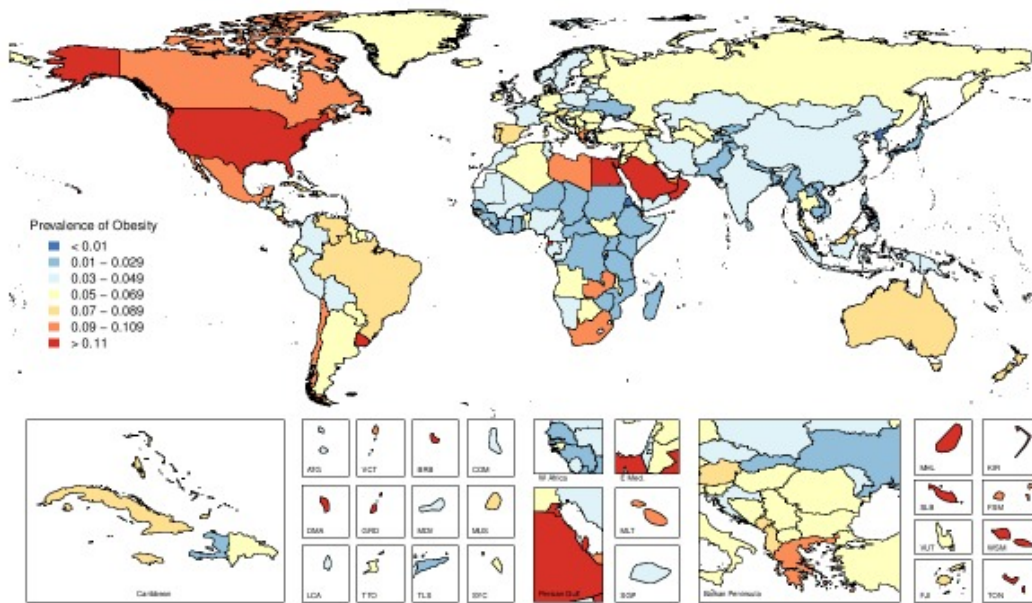 Prevalence of Obesity
< 0.01
0.01 – 0.029
0.03 – 0.049
0.05 – 0.069
0.07 – 0.089
0.09 – 0.109
> 0.11
Caribbean
ATG
VCT
BRB
COM
DMA
GRD
MDV
MUS
LCA
TTO
TLS
SYC
W Africa
E Med.
Persian Gulf
MLT
SGP
Balkan Peninsula
MHL
KIR
SLB
FSM
VUT
WSM
FJI
TON